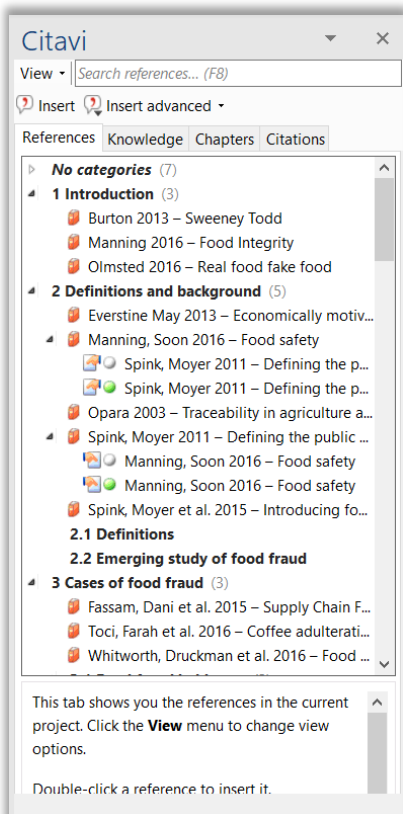 Citavi
View Search references... (F8)
Insert Insert advanced
References Knowledge Chapters Citations
No categories (7)
1 Introduction (3)
Burton 2013 – Sweeney Todd
Manning 2016 – Food Integrity
Olmsted 2016 – Real food fake food
2 Definitions and background (5)
Everstine May 2013 – Economically motiv...
Manning, Soon 2016 – Food safety
Spink, Moyer 2011 – Defining the p...
Spink, Moyer 2011 – Defining the p...
Opara 2003 – Traceability in agriculture a...
Spink, Moyer 2011 – Defining the public ...
Manning, Soon 2016 – Food safety
Manning, Soon 2016 – Food safety
Spink, Moyer et al. 2015 – Introducing fo...
2.1 Definitions
2.2 Emerging study of food fraud
3 Cases of food fraud (3)
Fassam, Dani et al. 2015 – Supply Chain F...
Toci, Farah et al. 2016 – Coffee adulterati...
Whitworth, Druckman et al. 2016 – Food ...
This tab shows you the references in the current
project. Click the View menu to change view
options.
Double-click a reference to insert it.